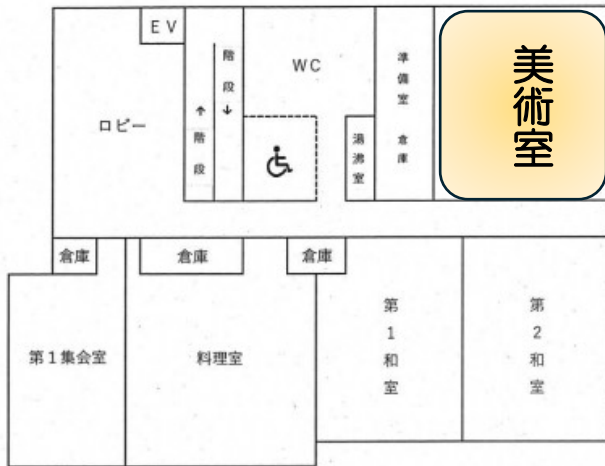 EV
ロビー
階段↓
↑階段
WC
湯沸室
準備室
倉庫
美術室
倉庫
倉庫
倉庫
第1集会室
料理室
第1和室
第2和室